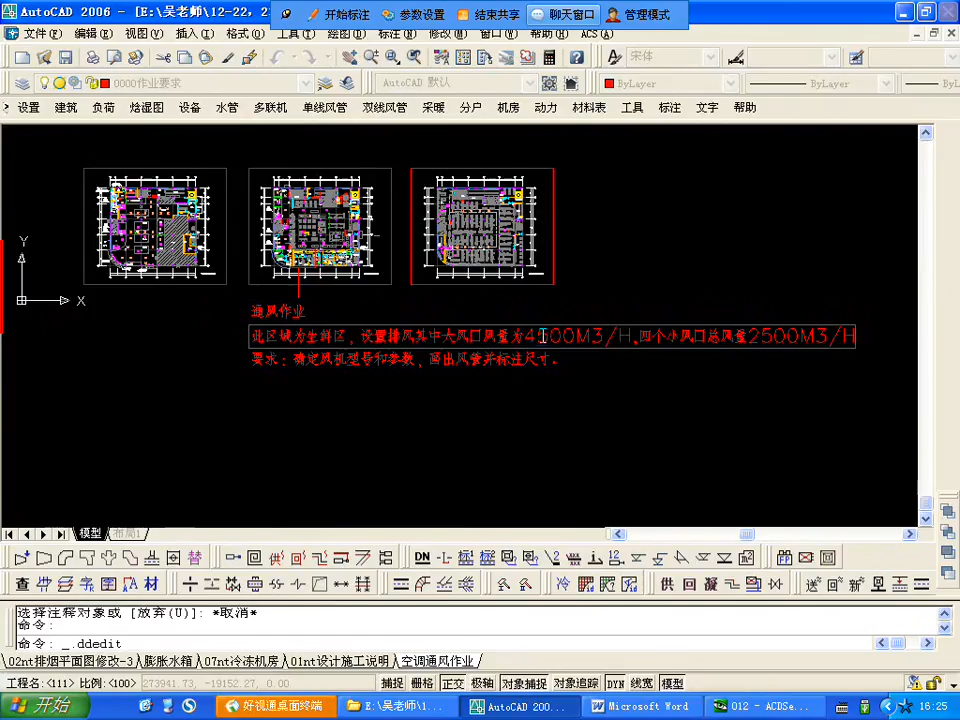 AutoCAD 2006 - [E:\吴老师\12-22，2
开始标注 参数设置 结束共享 聊天窗口 管理模式
文件(F) 编辑(E) 视图(V) 插入(I) 格式(O) 工具(T) 绘图(D) 标注(N) 修改(M) 窗口(W) 帮助(H) ACS(A)
宋体
0000作业要求 AutoCAD 默认 ByLayer ByLayer ByL
设置 建筑 负荷 焓湿图 设备 水管 多联机 单线风管 双线风管 采暖 分户 机房 动力 材料表 工具 标注 文字 帮助
Y
X
通风作业
此区域为生鲜区，设置排风其中大风口风量为4500M3/H,四个小风口总风量2500M3/H
要求：确定风机型号和参数，画出风管并标注尺寸。
模型 布局1
选择注释对象或 [放弃(U)]: *取消*
命令:
命令: _.ddedit
02nt排烟平面图修改-3 膨胀水箱 07nt冷冻机房 01nt设计施工说明 空调通风作业
工程名:<111> 比例:<100> 273941.73, -19152.27, 0.00 捕捉 栅格 正交 极轴 对象捕捉 对象追踪 DYN 线宽 模型
开始 好视通桌面终端 E:\吴老师\1... AutoCAD 200... Microsoft Word 012 - ACDSe... 16:25